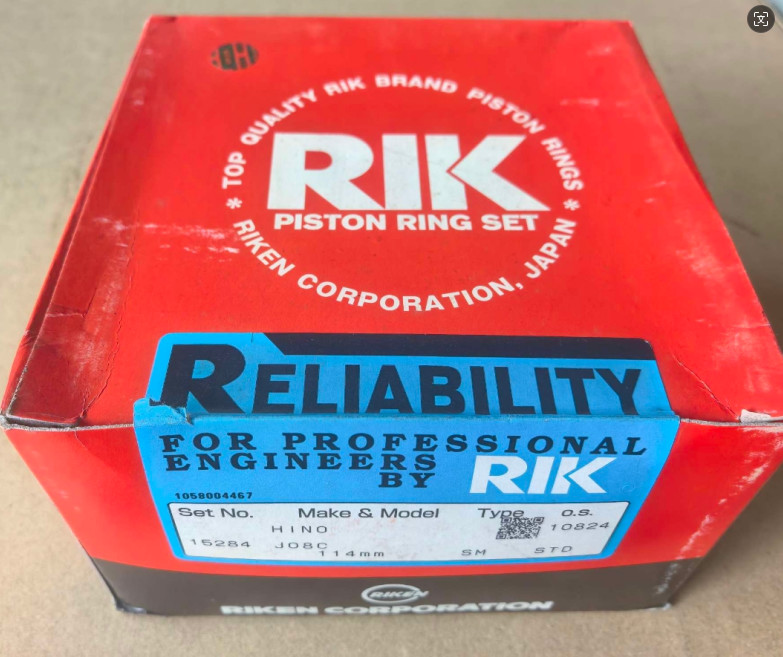 TOP QUALITY RIK BRAND PISTON RINGS
RIK
PISTON RING SET
* RIKEN CORPORATION, JAPAN *
RELIABILITY
FOR PROFESSIONAL
ENGINEERS
BY RIK
1058004467
Set No. Make & Model Type o.s.
HINO 10824
15284 J08C
114mm SM STD
RIKEN
RIKEN CORPORATION